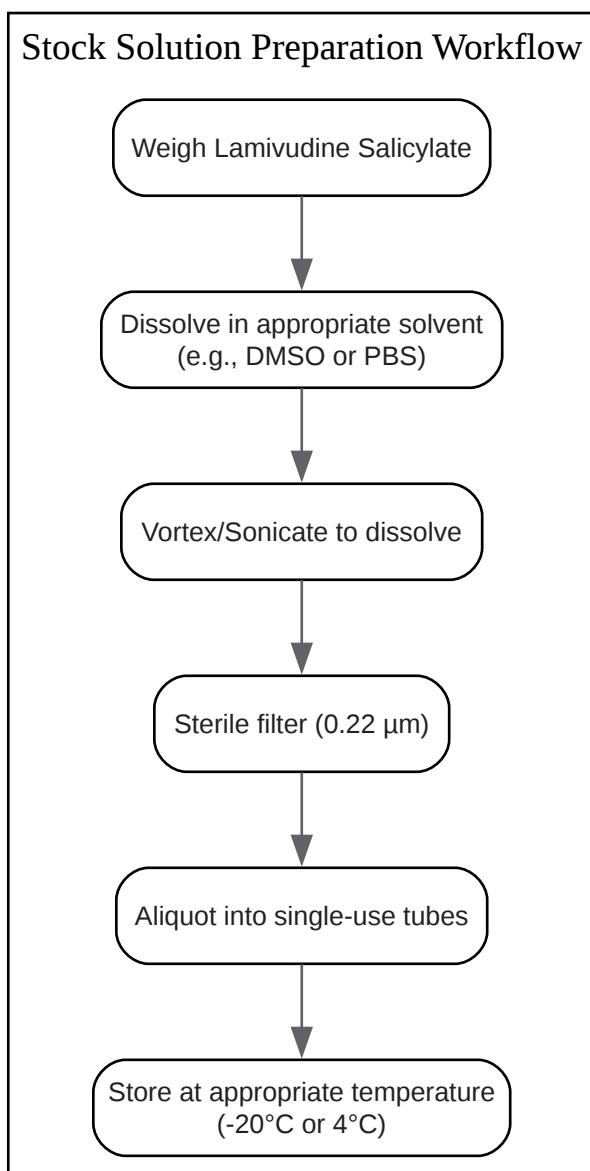 Stock Solution Preparation Workflow
Weigh Lamivudine Salicylate
Dissolve in appropriate solvent
(e.g., DMSO or PBS)
Vortex/Sonicate to dissolve
Sterile filter (0.22 µm)
Aliquot into single-use tubes
Store at appropriate temperature
(-20°C or 4°C)